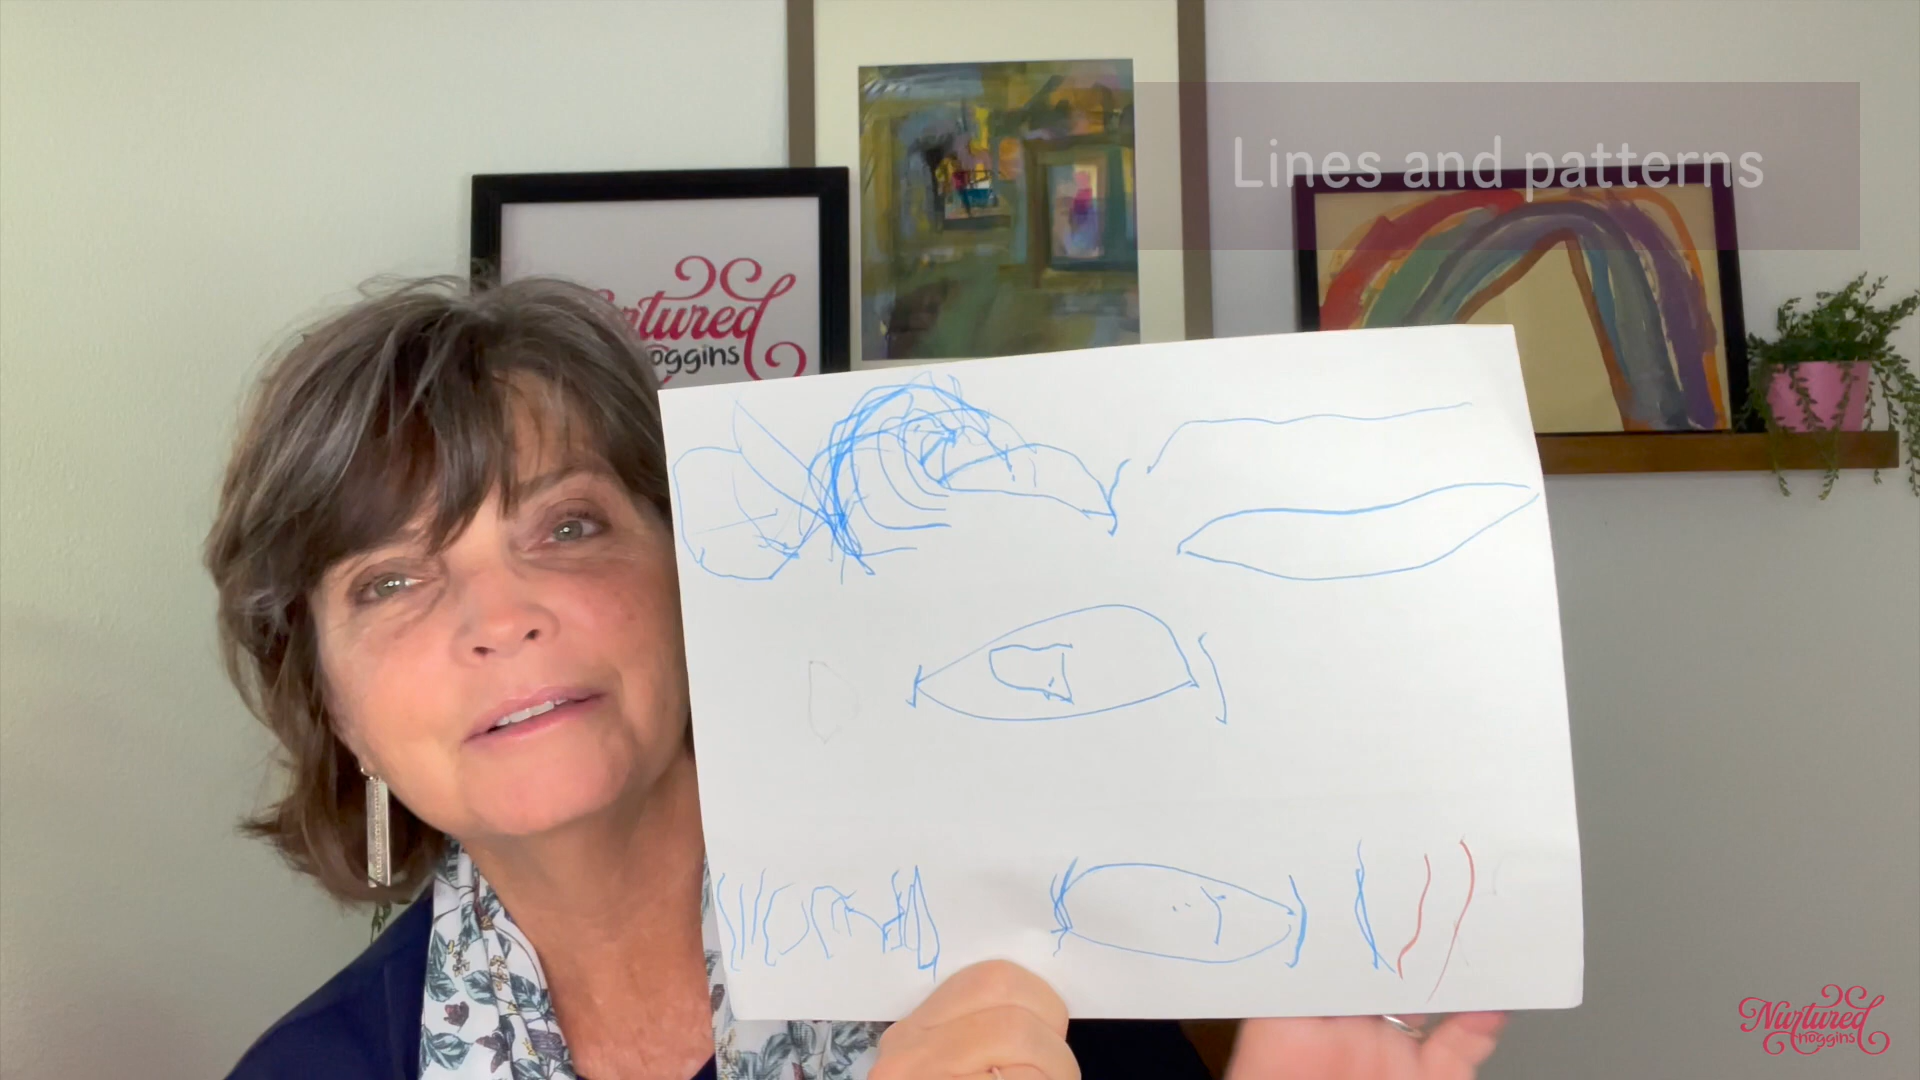 Lines and patterns
Nurtured
noggins
Nurtured
noggins